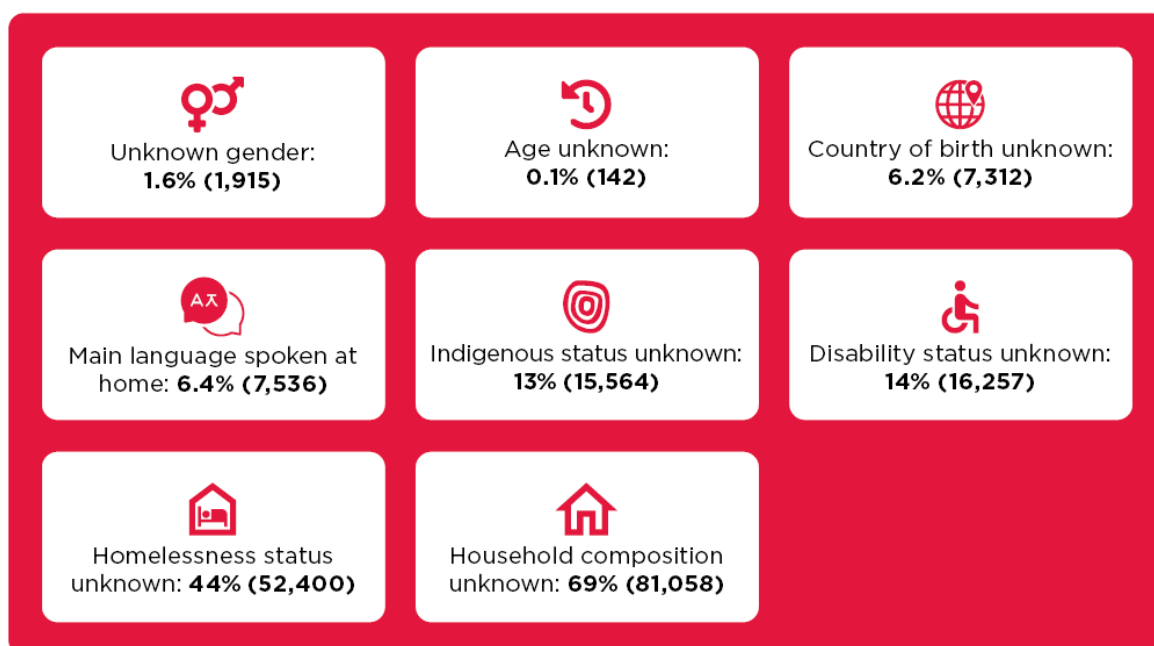 Unknown gender:
1.6% (1,915)
Age unknown:
0.1% (142)
Country of birth unknown:
6.2% (7,312)
A
Main language spoken at
home: 6.4% (7,536)
Indigenous status unknown:
13% (15,564)
Disability status unknown:
14% (16,257)
Homelessness status
unknown: 44% (52,400)
Household composition
unknown: 69% (81,058)